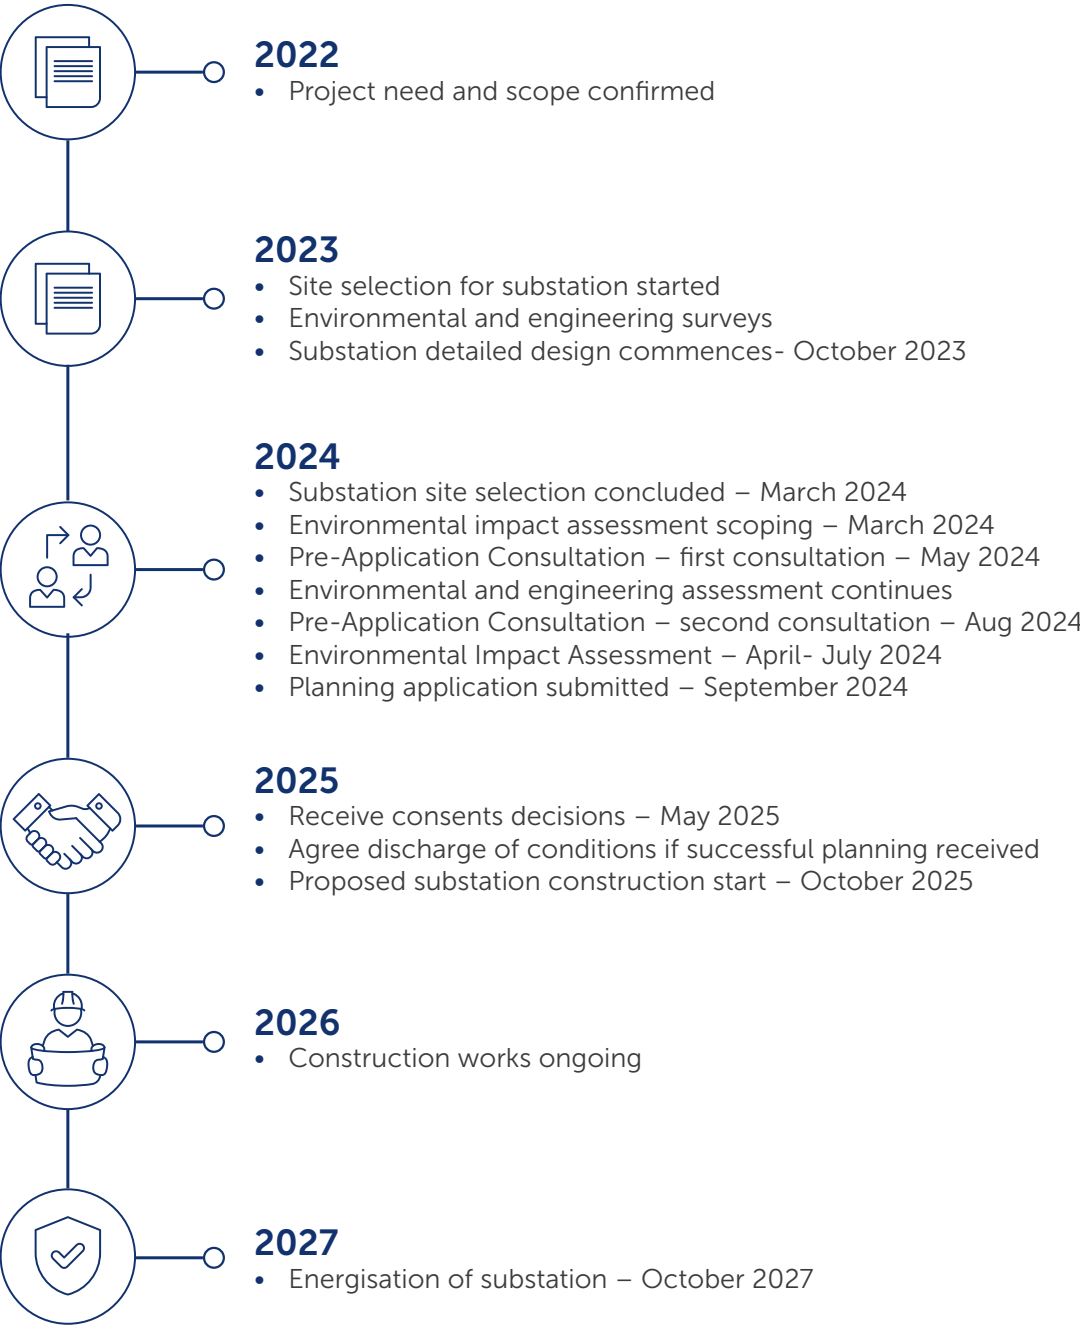 2022
• Project need and scope confirmed
2023
• Site selection for substation started
• Environmental and engineering surveys
• Substation detailed design commences- October 2023
2024
• Substation site selection concluded – March 2024
• Environmental impact assessment scoping – March 2024
• Pre-Application Consultation – first consultation – May 2024
• Environmental and engineering assessment continues
• Pre-Application Consultation – second consultation – Aug 2024
• Environmental Impact Assessment – April- July 2024
• Planning application submitted – September 2024
2025
• Receive consents decisions – May 2025
• Agree discharge of conditions if successful planning received
• Proposed substation construction start – October 2025
2026
• Construction works ongoing
2027
• Energisation of substation – October 2027